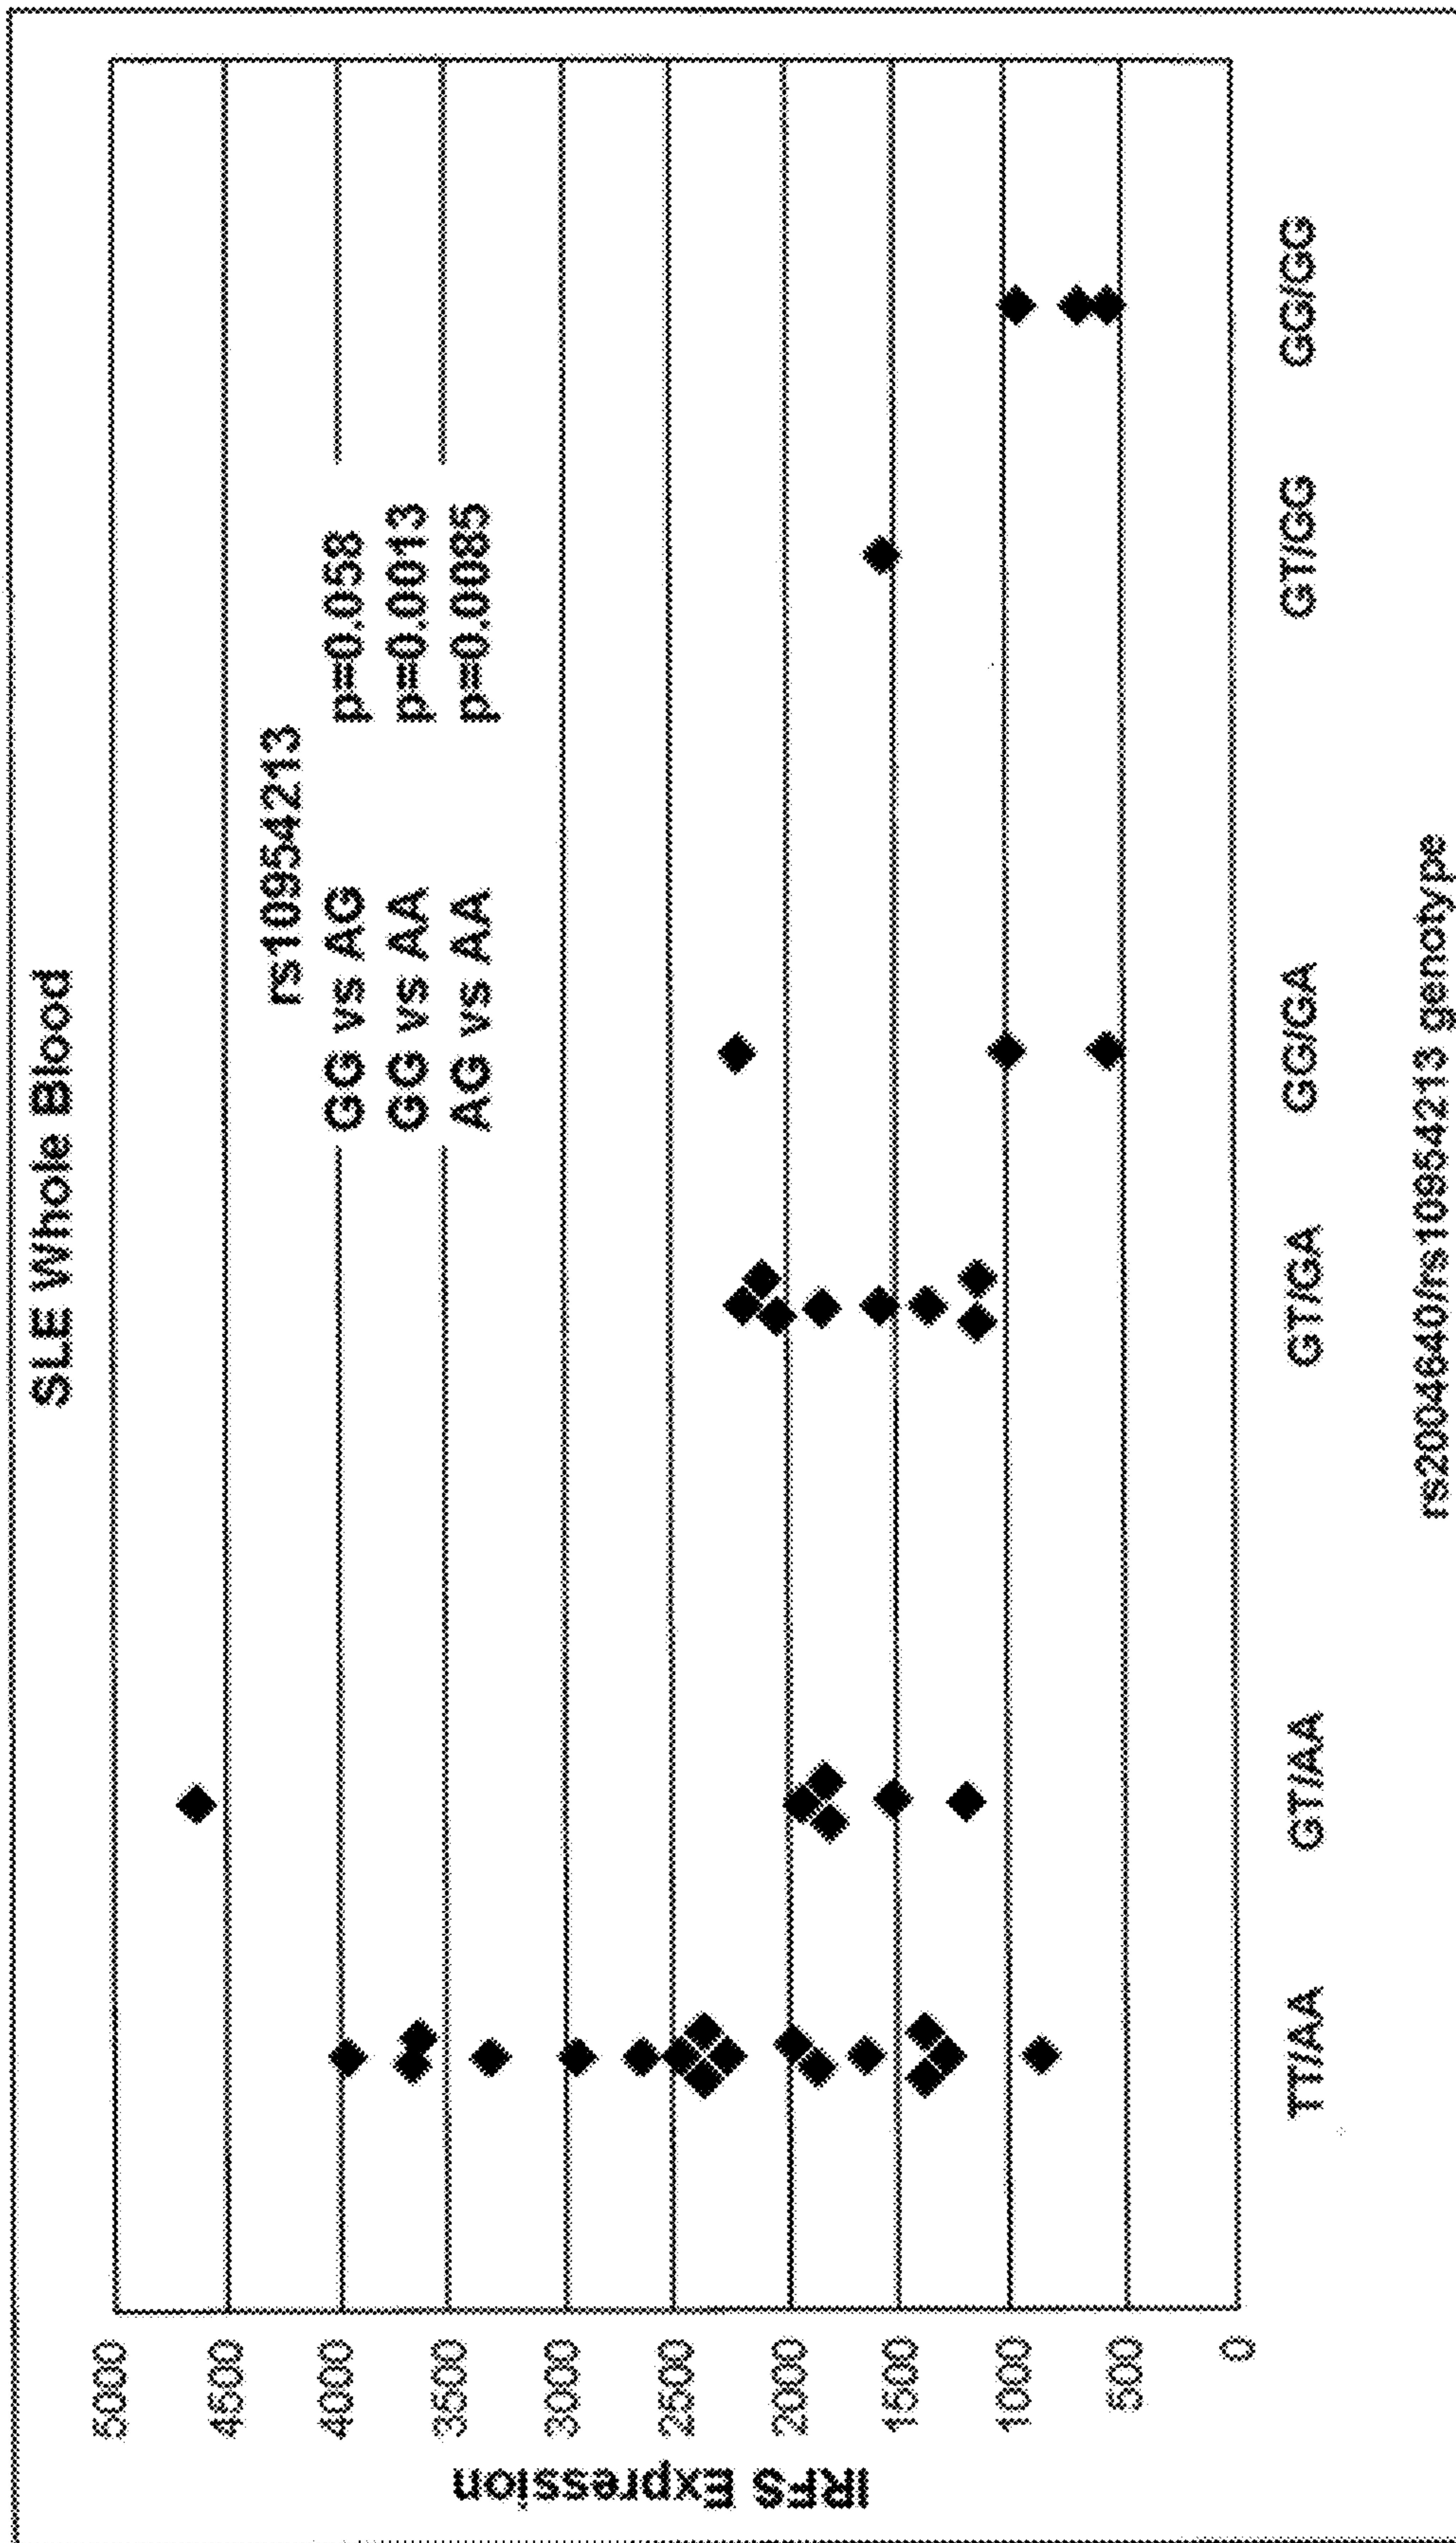 SLE Whole Blood
rs10954213
GG vs AG p=0.058
GG vs AA p=0.0013
AG vs AA p=0.0085
IRF5 Expression
5000
4500
4000
3500
3000
2500
2000
1500
1000
500
0
TT/AA GT/AA GT/GA GG/GA GT/GG GG/GG
rs2004640/rs10954213 genotype